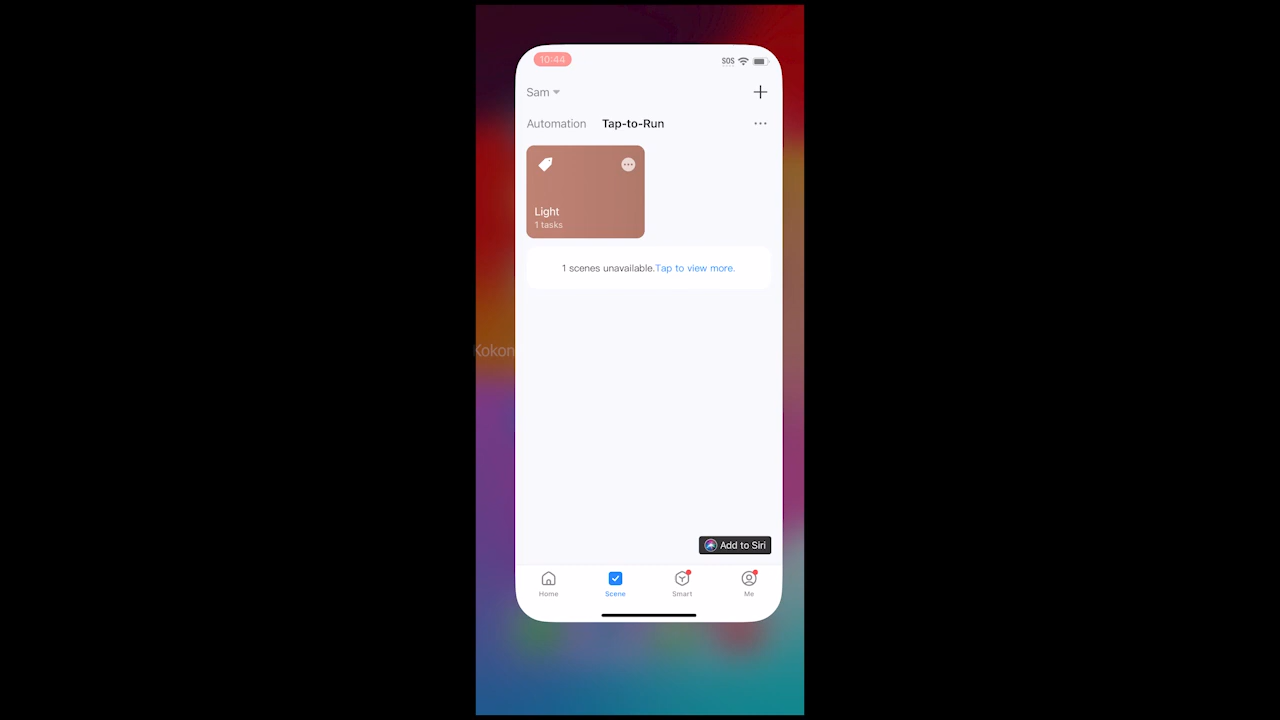 10:44
SOS
Sam
Automation Tap-to-Run
Light
1 tasks
1 scenes unavailable.Tap to view more.
Kokon
Add to Siri
Home Scene Smart Me